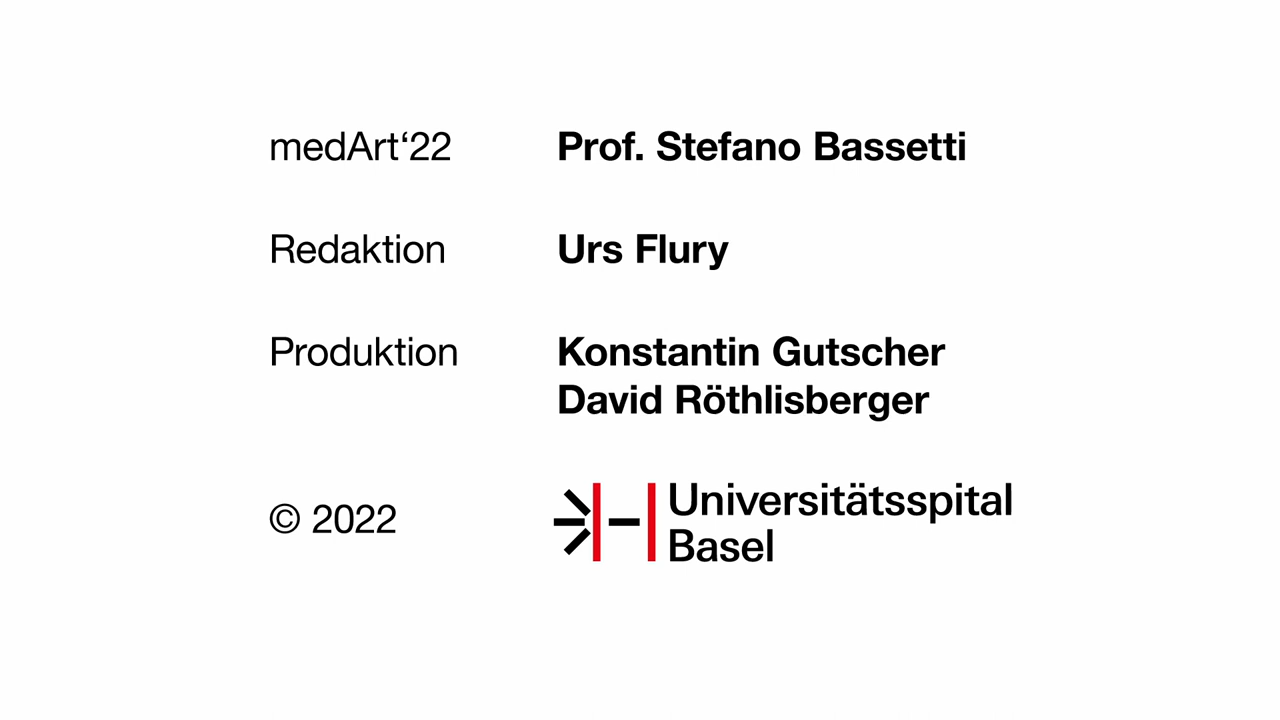 medArt‘22 Prof. Stefano Bassetti
Redaktion Urs Flury
Produktion Konstantin Gutscher
David Röthlisberger
© 2022 Universitätsspital
Basel